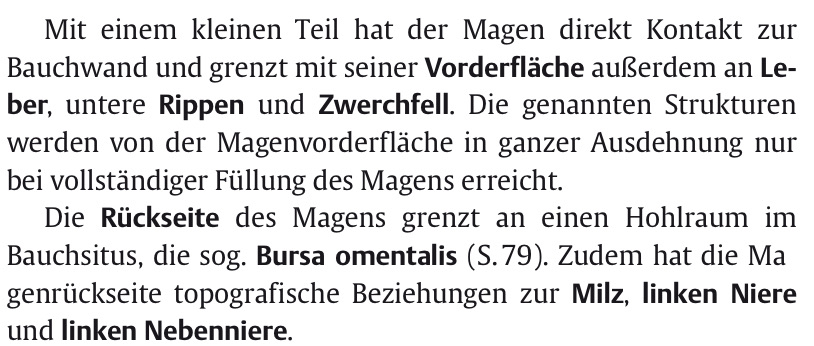 Mit einem kleinen Teil hat der Magen direkt Kontakt zur
Bauchwand und grenzt mit seiner Vorderfläche außerdem an Le-
ber, untere Rippen und Zwerchfell. Die genannten Strukturen
werden von der Magenvorderfläche in ganzer Ausdehnung nur
bei vollständiger Füllung des Magens erreicht.
Die Rückseite des Magens grenzt an einen Hohlraum im
Bauchsitus, die sog. Bursa omentalis (S. 79). Zudem hat die Ma
genrückseite topografische Beziehungen zur Milz, linken Niere
und linken Nebenniere.